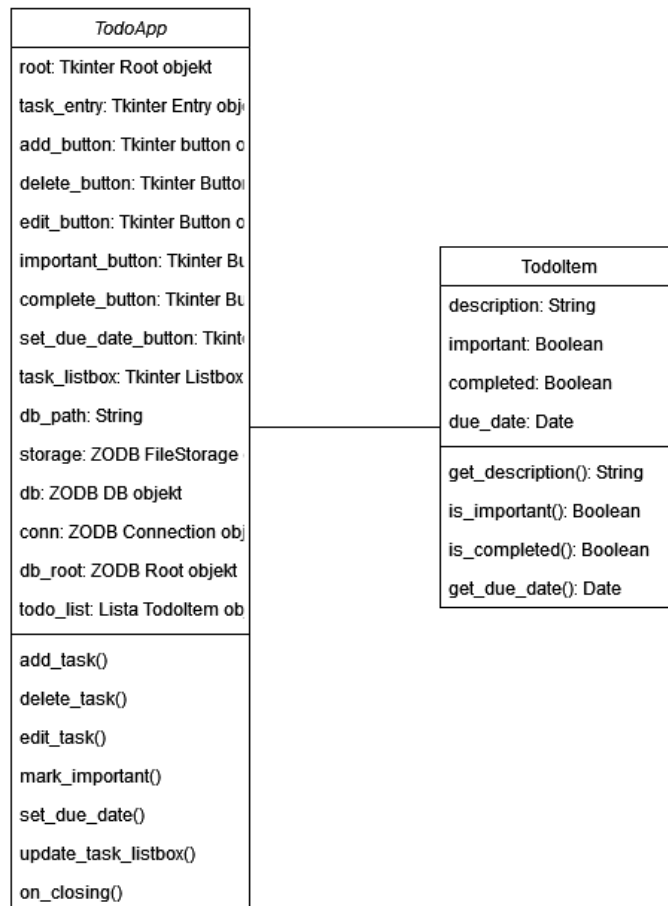 TodoApp
root: Tkinter Root objekt
task_entry: Tkinter Entry
add_button: Tkinter button
delete_button: Tkinter
edit_button: Tkinter Button
important_button: Tkinter
complete_button: Tkinter
set_due_date_button:
task_listbox: Tkinter Listbox
db_path: String
storage: ZODB FileStorage
db: ZODB DB objekt
conn: ZODB Connection
db_root: ZODB Root objekt
todo_list: Lista TodoItem
add_task()
delete_task()
edit_task()
mark_important()
set_due_date()
update_task_listbox()
on_closing()
TodoItem
description: String
important: Boolean
completed: Boolean
due_date: Date
get_description(): String
is_important(): Boolean
is_completed(): Boolean
get_due_date(): Date